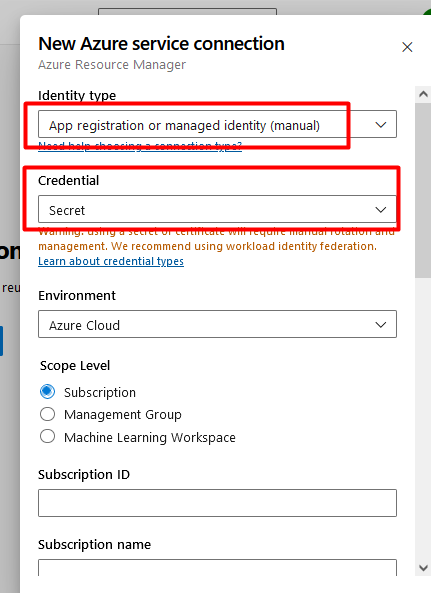 New Azure service connection
Azure Resource Manager
Identity type
App registration or managed identity (manual)
Need help choosing a connection type?
Credential
Secret
Warning: using a secret or certificate will require manual rotation and
management. We recommend using workload identity federation.
Learn about credential types
Environment
Azure Cloud
Scope Level
Subscription
Management Group
Machine Learning Workspace
Subscription ID
Subscription name